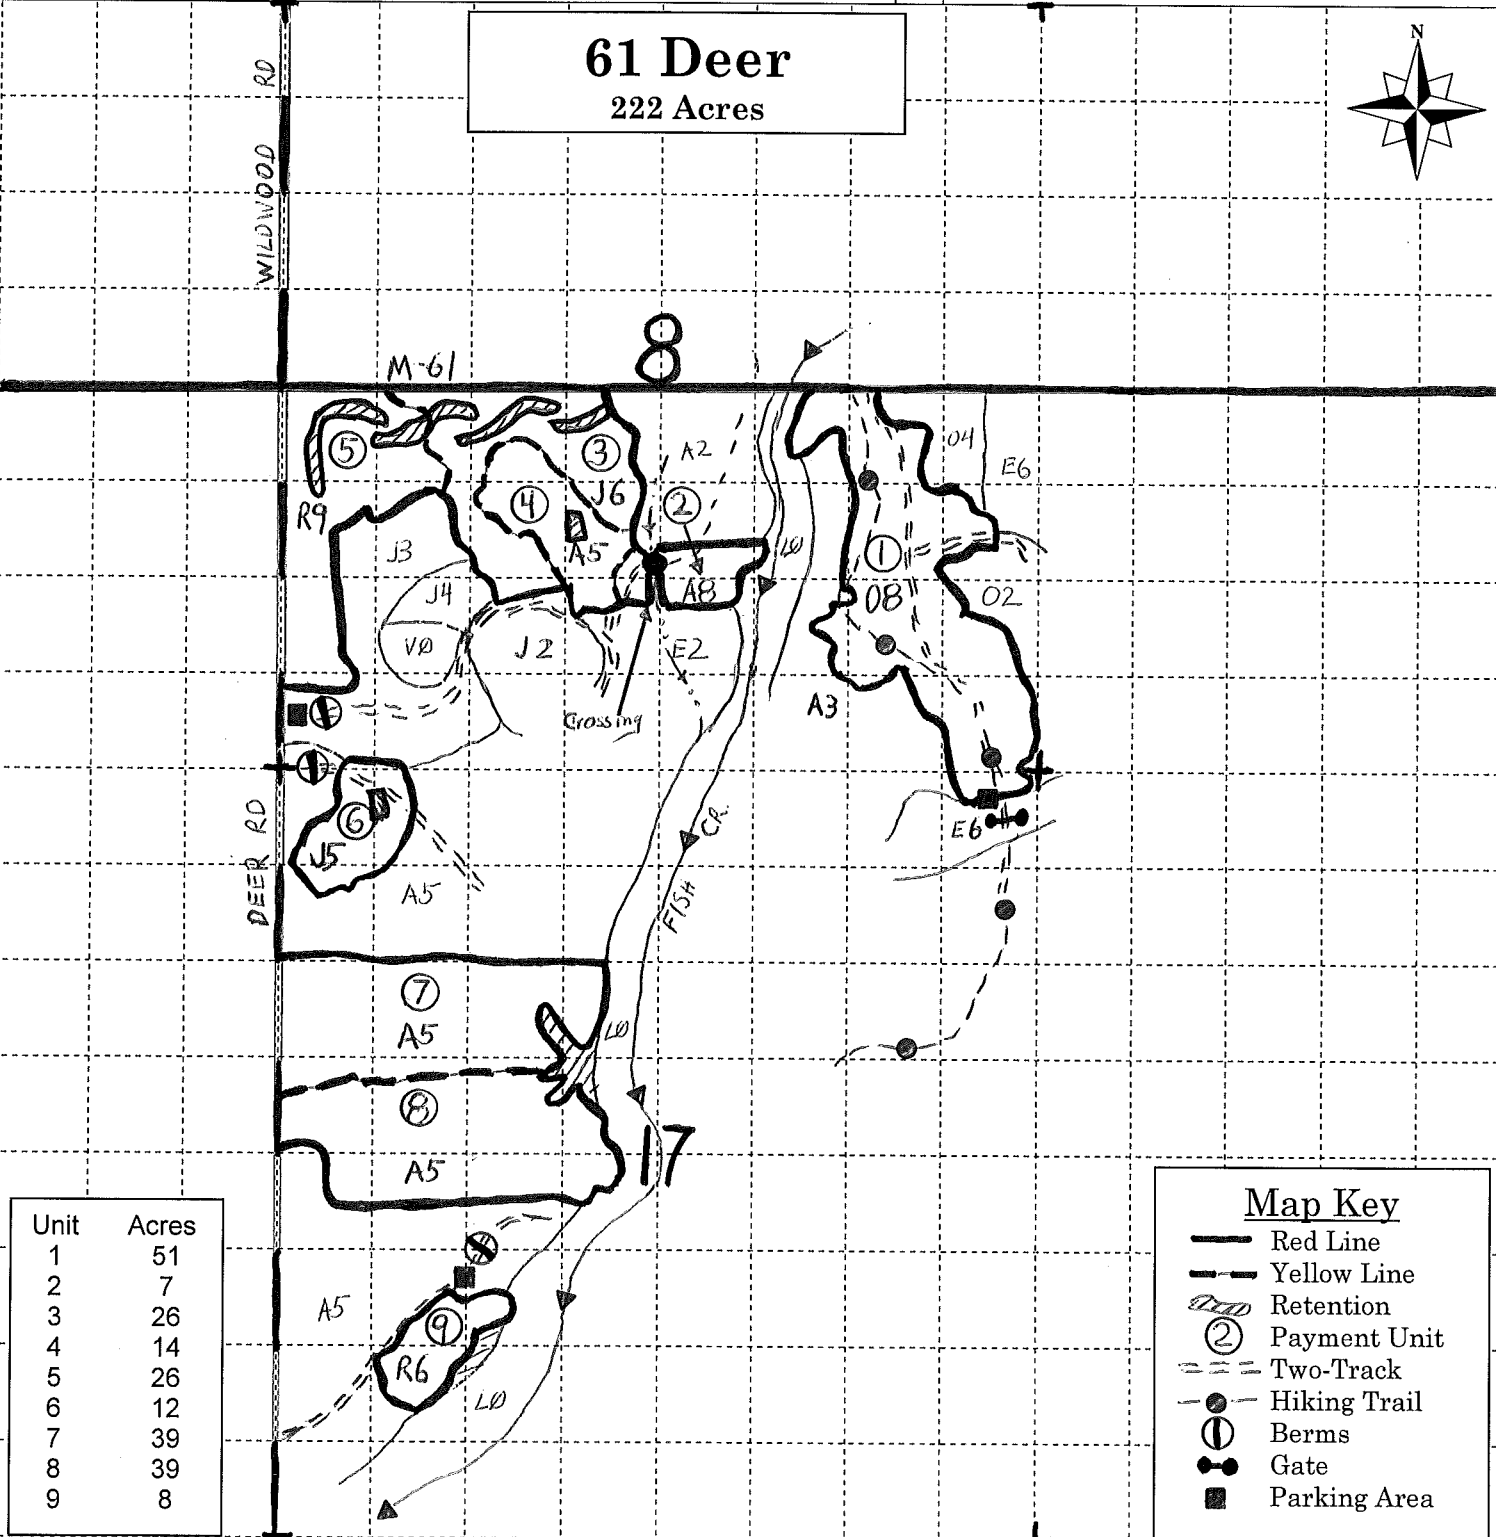 61 Deer
222 Acres
N
WILDWOOD RD
8
M-61
5
3
A2
O4
E6
R9
4
J6
2
J3
A5
LØ
1
J4
A8
O8
O2
VØ
J2
E2
A3
Crossing
DEER RD
6
J5
A5
FISH CR.
E6
7
A5
LØ
8
A5
17
A5
9
R6
LØ
Unit Acres
1 51
2 7
3 26
4 14
5 26
6 12
7 39
8 39
9 8
Map Key
Red Line
Yellow Line
Retention
2 Payment Unit
Two-Track
Hiking Trail
Berms
Gate
Parking Area